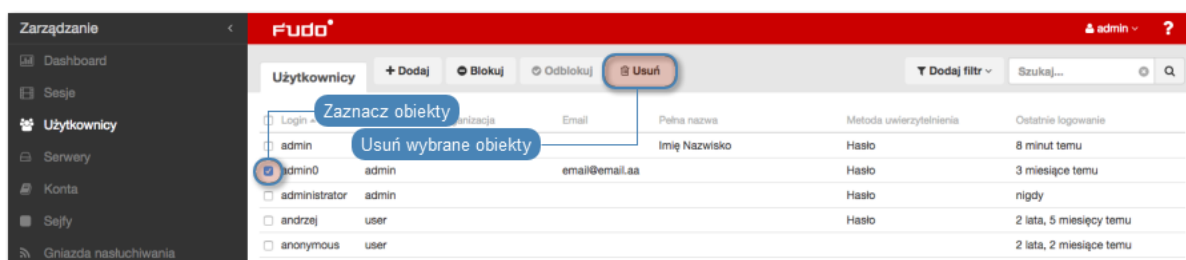 Zarządzanie
FUDO
admin
?
Dashboard
Sesje
Użytkownicy
Serwery
Konta
Sejfy
Gniazda nasłuchiwania
Użytkownicy + Dodaj Blokuj Odblokuj Usuń Dodaj filtr Szukaj...
Zaznacz obiekty
Usuń wybrane obiekty
Login Email Pełna nazwa Metoda uwierzytelnienia Ostatnie logowanie
admin Imię Nazwisko Hasło 8 minut temu
admin0 admin email@email.aa Hasło 3 miesiące temu
administrator admin Hasło nigdy
andrzej user Hasło 2 lata, 5 miesięcy temu
anonymous user 2 lata, 2 miesiące temu